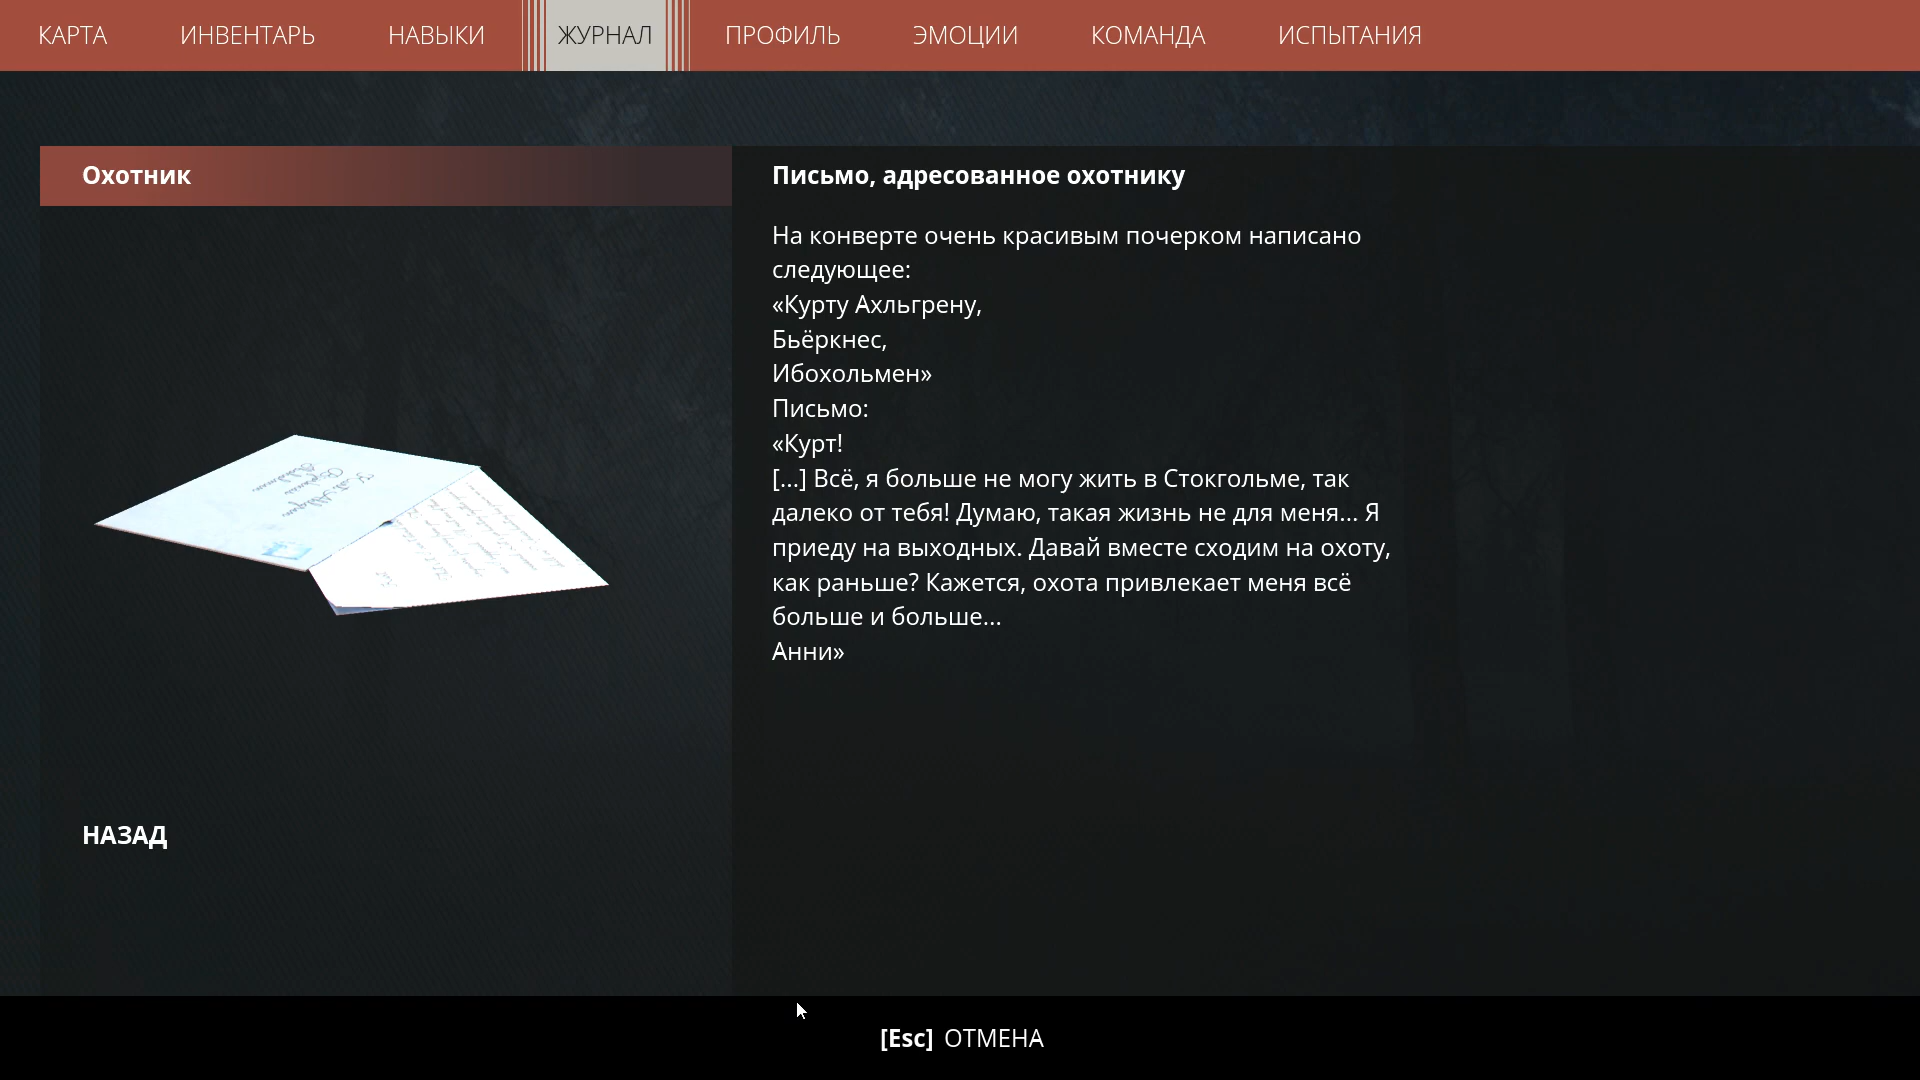 КАРТА ИНВЕНТАРЬ НАВЫКИ ЖУРНАЛ ПРОФИЛЬ ЭМОЦИИ КОМАНДА ИСПЫТАНИЯ
Охотник
НАЗАД
Письмо, адресованное охотнику
На конверте очень красивым почерком написано
следующее:
«Курту Ахльгрену,
Бьёркнес,
Ибохольмен»
Письмо:
«Курт!
[...] Всё, я больше не могу жить в Стокгольме, так
далеко от тебя! Думаю, такая жизнь не для меня... Я
приеду на выходных. Давай вместе сходим на охоту,
как раньше? Кажется, охота привлекает меня всё
больше и больше...
Анни»
[Esc] ОТМЕНА